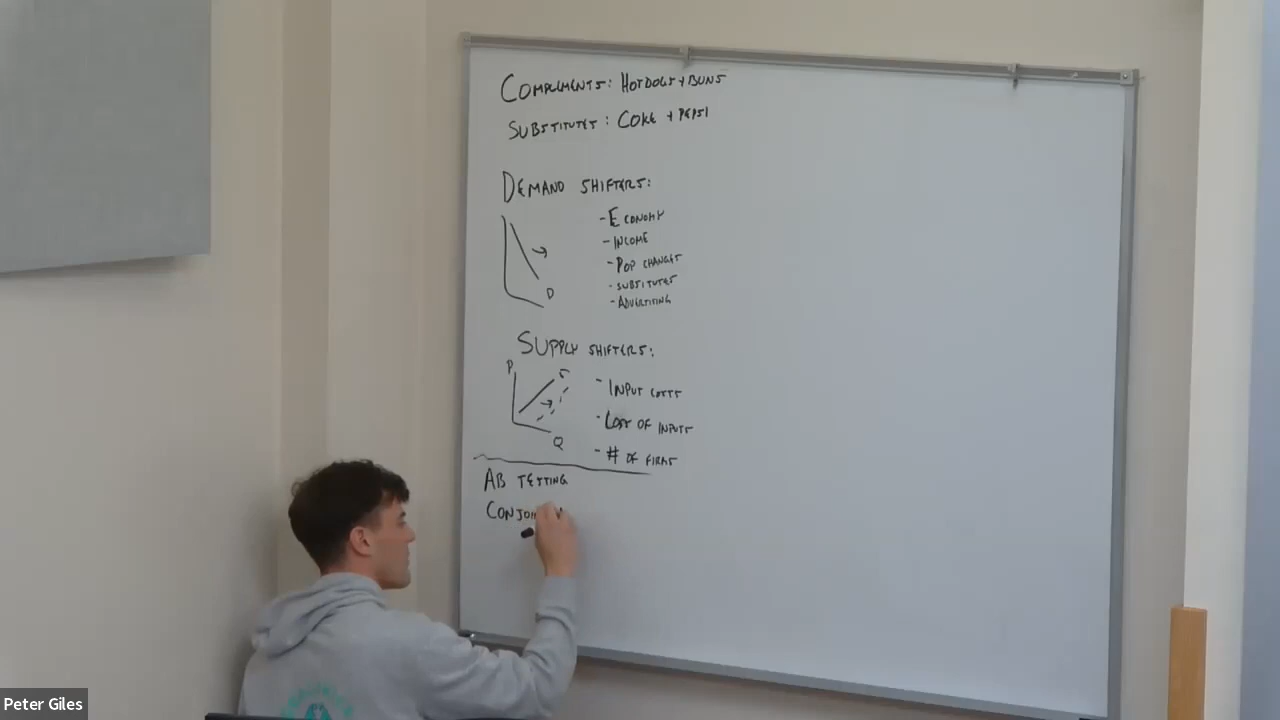 COMPLEMENTS: HOTDOGS + BUNS
SUBSTITUTES: COKE + PEPSI
DEMAND SHIFTERS:
- ECONOMY
- INCOME
- POP CHANGES
- SUBSTITUTES
- ADVERTISING
D
SUPPLY SHIFTERS:
P
S
Q
- INPUT COSTS
- COST OF INPUTS
- # OF FIRMS
AB TESTING
Peter Giles